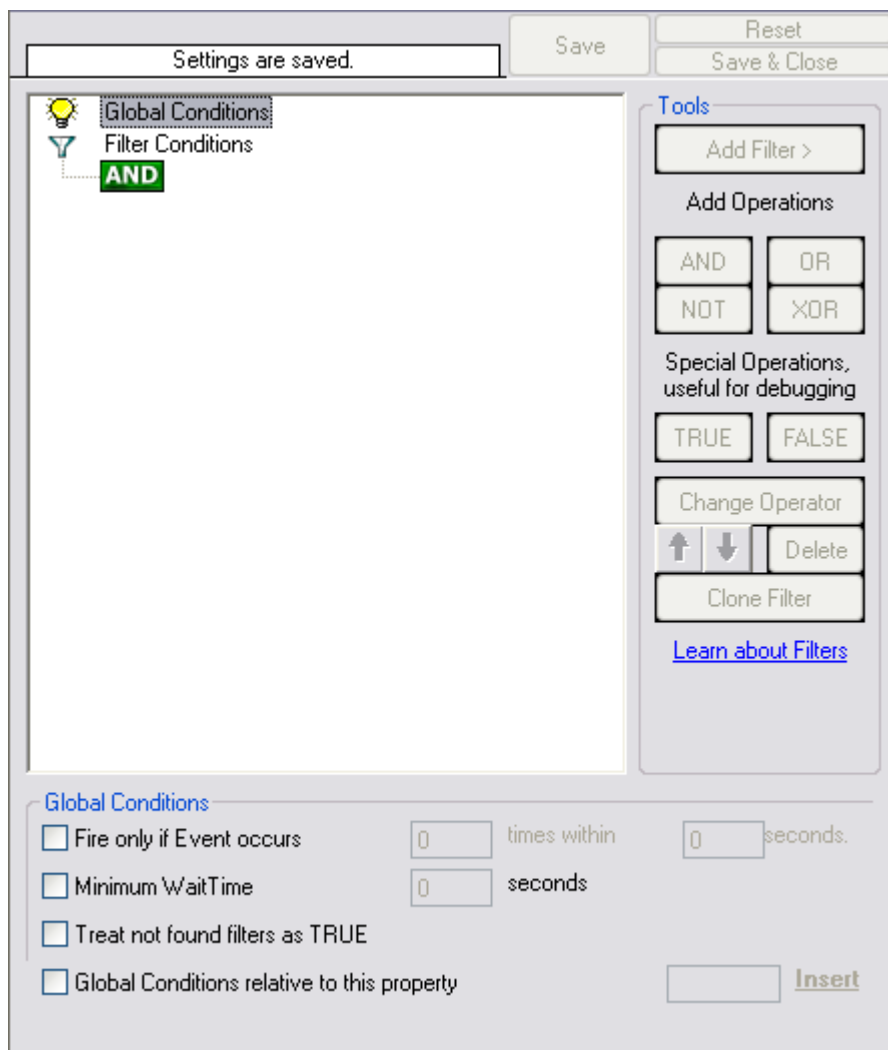 Settings are saved.
Save
Reset
Save & Close
Global Conditions
Filter Conditions
AND
Tools
Add Filter >
Add Operations
AND
OR
NOT
XOR
Special Operations,
useful for debugging
TRUE
FALSE
Change Operator
Delete
Clone Filter
Learn about Filters
Global Conditions
Fire only if Event occurs 0 times within 0 seconds.
Minimum WaitTime 0 seconds
Treat not found filters as TRUE
Global Conditions relative to this property Insert